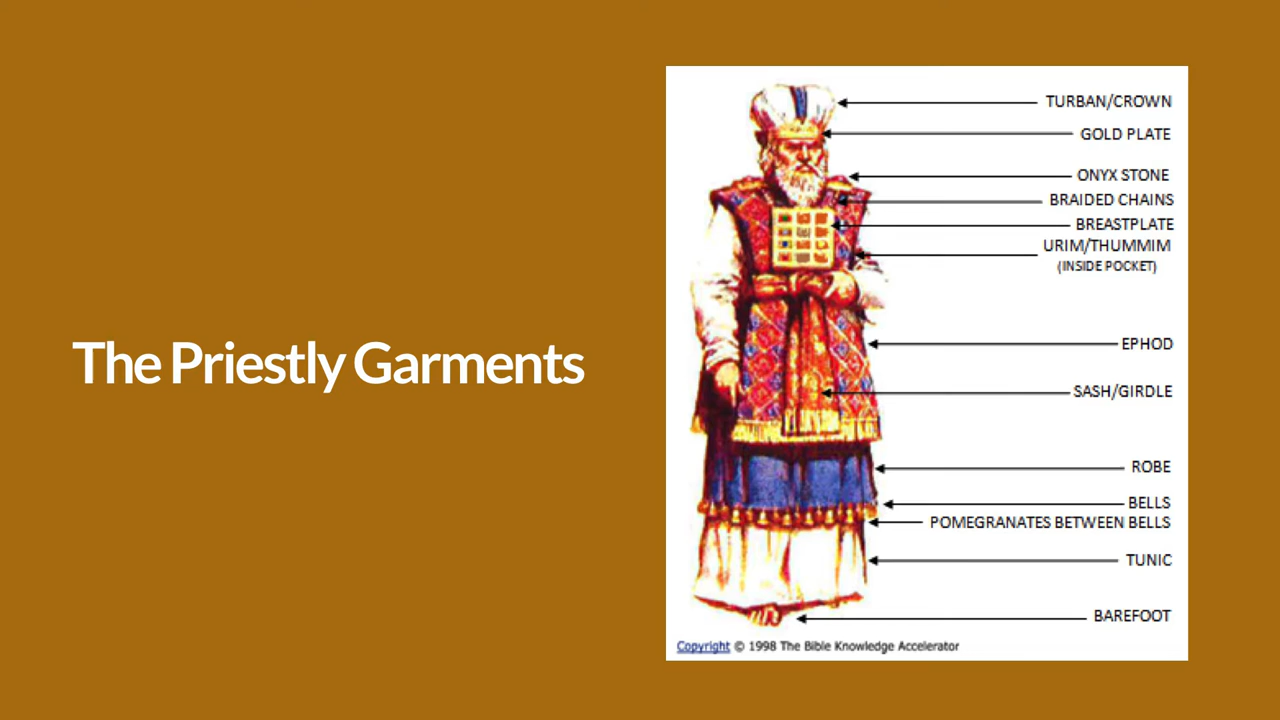 The Priestly Garments
TURBAN/CROWN
GOLD PLATE
ONYX STONE
BRAIDED CHAINS
BREASTPLATE
URIM/THUMMIM
(INSIDE POCKET)
EPHOD
SASH/GIRDLE
ROBE
BELLS
POMEGRANATES BETWEEN BELLS
TUNIC
BAREFOOT
Copyright © 1998 The Bible Knowledge Accelerator